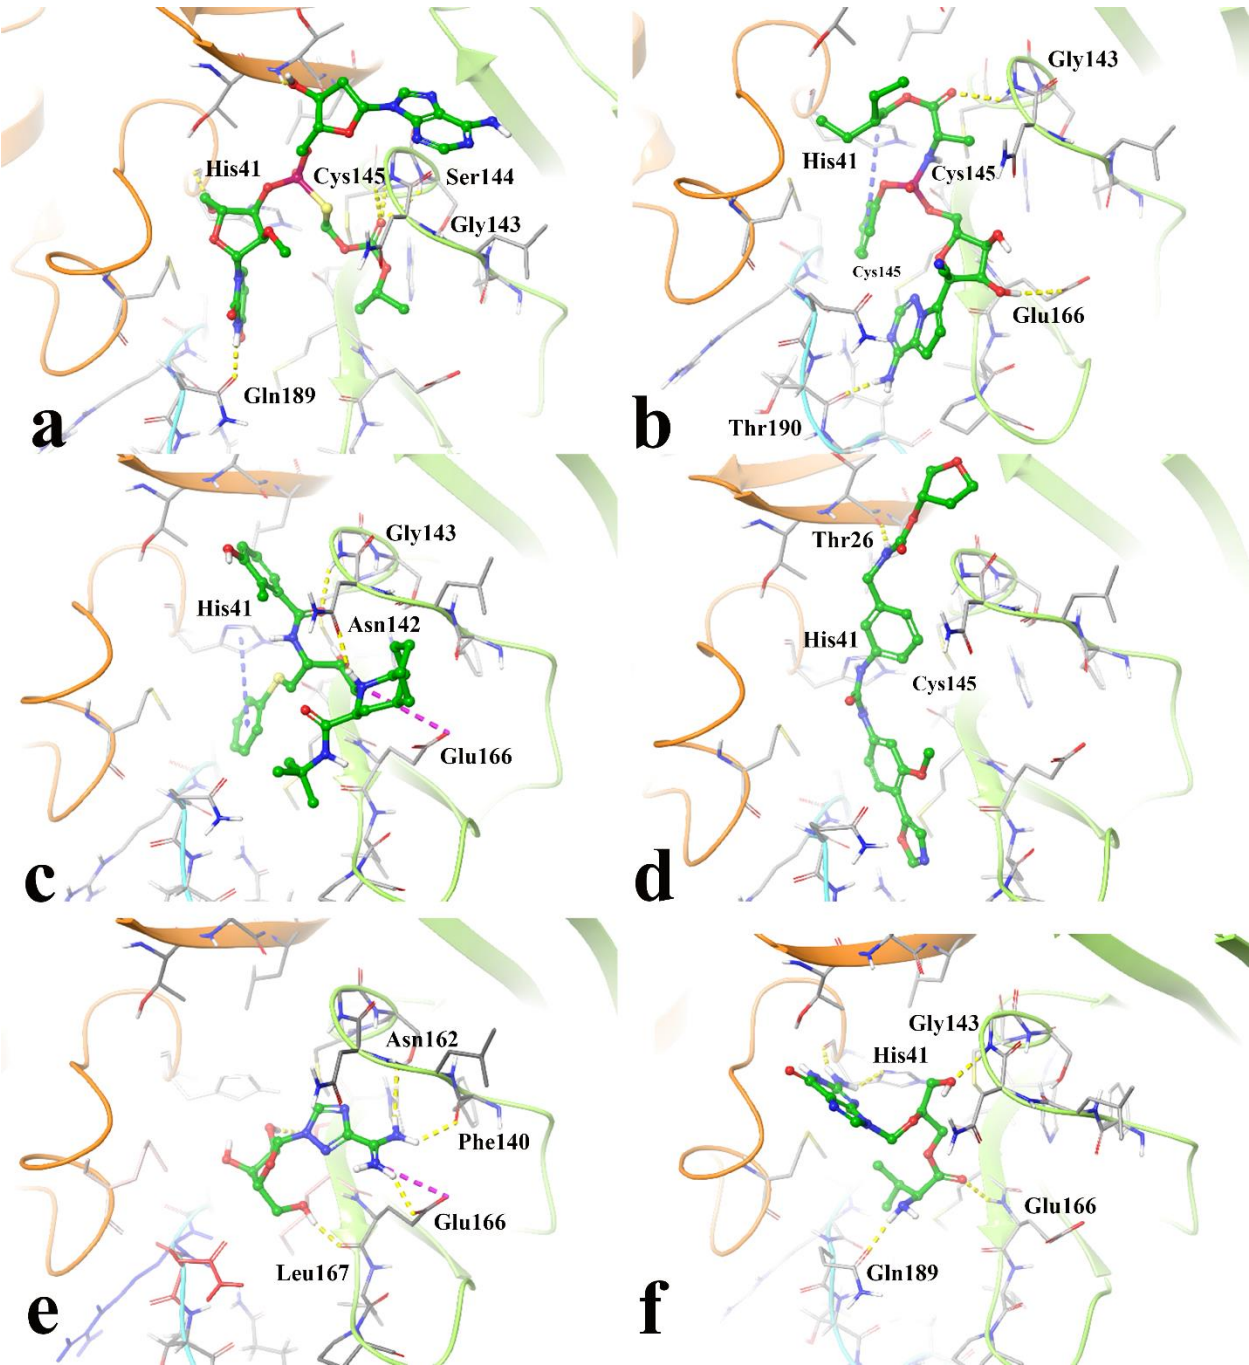 His41
Cys145
Ser144
Gly143
Gln189
a
Gly143
His41
Cys145
Cys145
Glu166
Thr190
b
Gly143
His41
Asn142
Glu166
c
Thr26
His41
Cys145
d
Asn162
Phe140
Glu166
Leu167
e
Gly143
His41
Glu166
Gln189
f